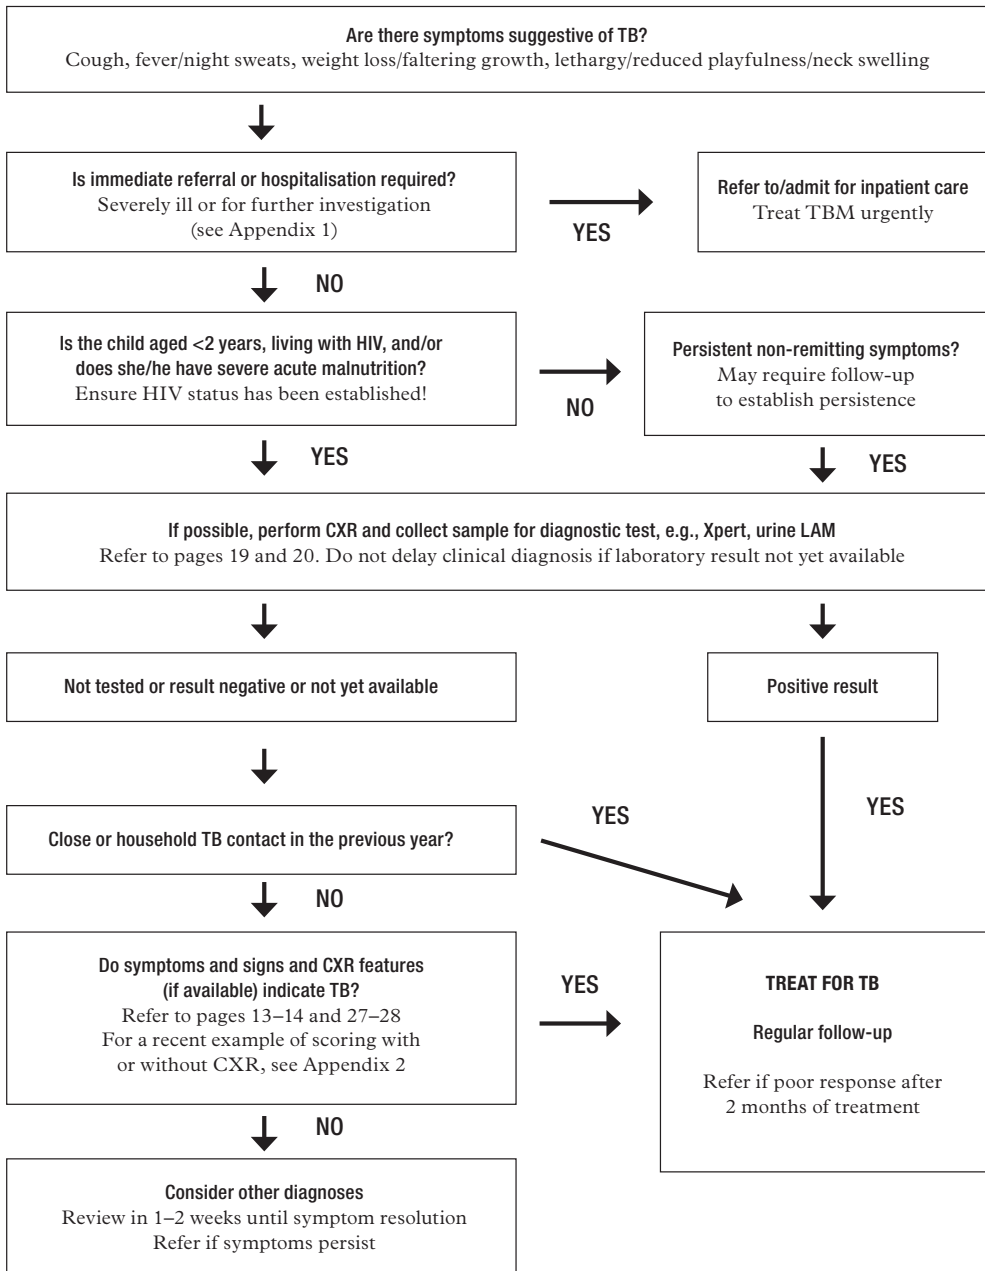 Are there symptoms suggestive of TB?
Cough, fever/night sweats, weight loss/faltering growth, lethargy/reduced playfulness/neck swelling
Is immediate referral or hospitalisation required?
Severely ill or for further investigation
(see Appendix 1)
YES
Refer to/admit for inpatient care
Treat TBM urgently
NO
Is the child aged <2 years, living with HIV, and/or
does she/he have severe acute malnutrition?
Ensure HIV status has been established!
NO
Persistent non-remitting symptoms?
May require follow-up
to establish persistence
YES
YES
If possible, perform CXR and collect sample for diagnostic test, e.g., Xpert, urine LAM
Refer to pages 19 and 20. Do not delay clinical diagnosis if laboratory result not yet available
Not tested or result negative or not yet available
Positive result
Close or household TB contact in the previous year?
YES
YES
NO
Do symptoms and signs and CXR features
(if available) indicate TB?
Refer to pages 13–14 and 27–28
For a recent example of scoring with
or without CXR, see Appendix 2
YES
TREAT FOR TB
Regular follow-up
Refer if poor response after
2 months of treatment
NO
Consider other diagnoses
Review in 1–2 weeks until symptom resolution
Refer if symptoms persist